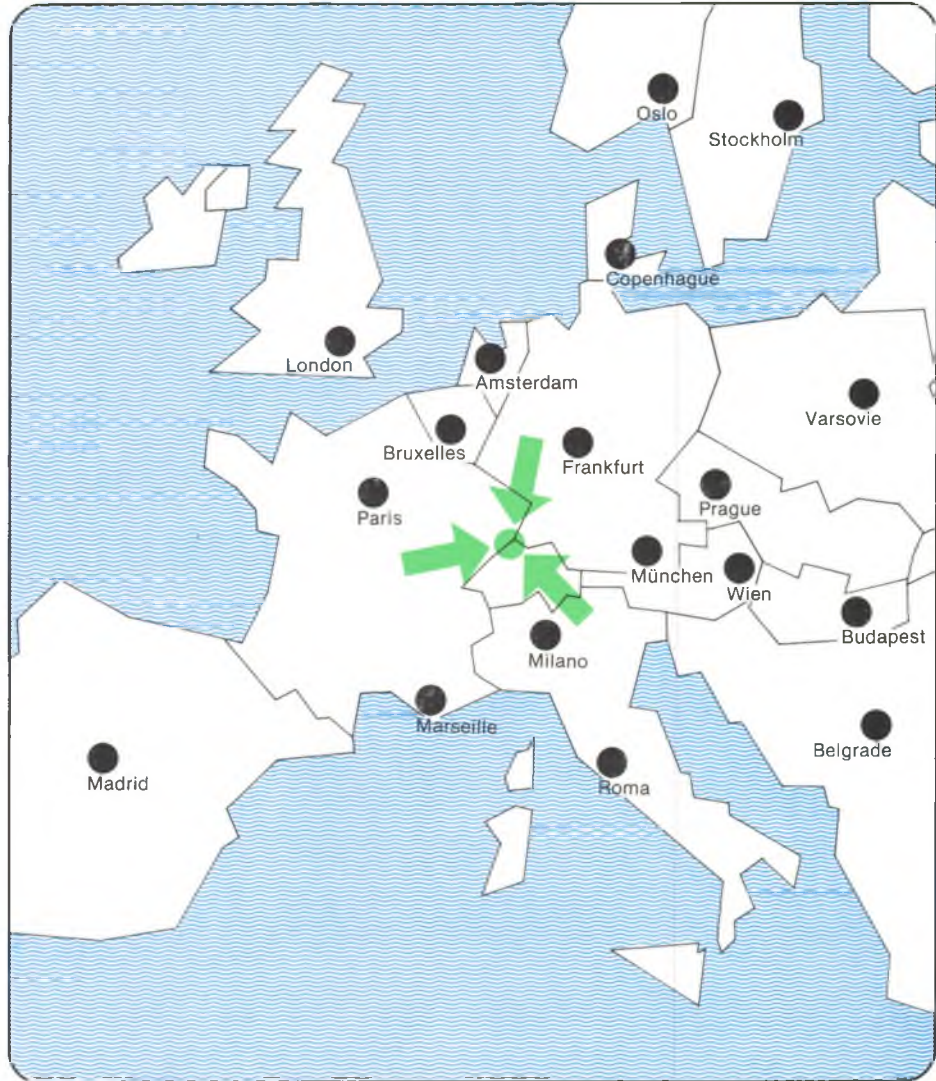 Oslo
Stockholm
Copenhague
London
Amsterdam
Varsovie
Bruxelles
Frankfurt
Paris
Prague
München
Wien
Budapest
Milano
Marseille
Belgrade
Madrid
Roma